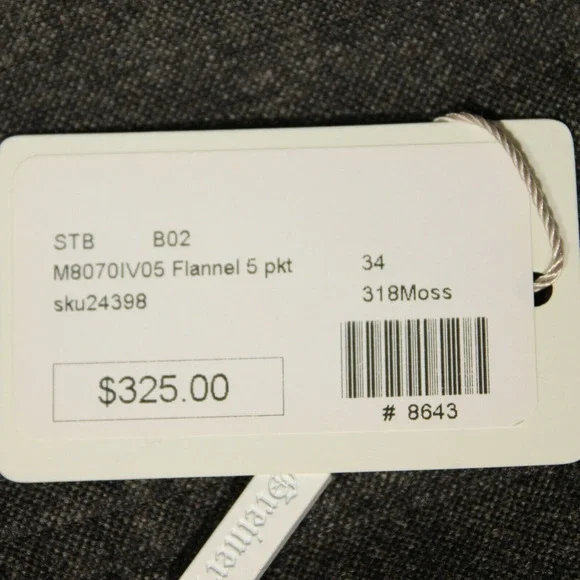 STB B02
M8070IV05 Flannel 5 pkt 34
sku24398 318Moss
$325.00
# 8643